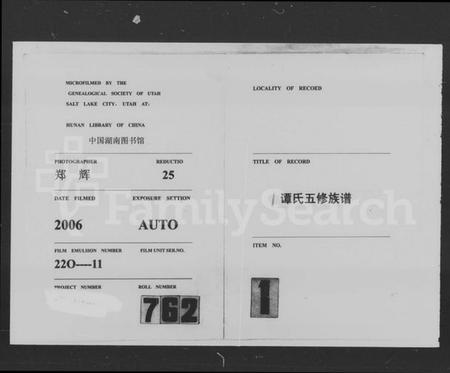 MICROFILMED BY THE
GENEALOGICAL SOCIETY OF UTAH
SALT LAKE CITY, UTAH AT:
HUNAN LIBRARY OF CHINA
中国湖南图书馆
PHOTOGRAPHER REDUCTIO
郑 辉 25
DATE FILMED EXPOSURE SETTION
2006 AUTO
FILM EMULSION NUMBER FILM UNIT SER.NO.
22O----11
PROJECT NUMBER ROLL NUMBER
762
LOCALITY OF RECOED
TITLE OF RECORD
谭氏五修族谱
ITEM NO.
1
FamilySearch